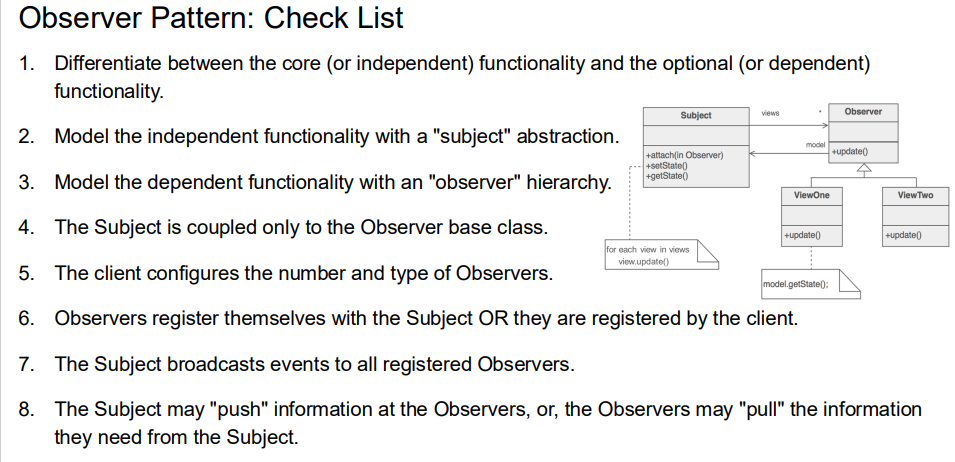 Observer Pattern: Check List
1. Differentiate between the core (or independent) functionality and the optional (or dependent)
functionality.
2. Model the independent functionality with a "subject" abstraction.
3. Model the dependent functionality with an "observer" hierarchy.
4. The Subject is coupled only to the Observer base class.
5. The client configures the number and type of Observers.
6. Observers register themselves with the Subject OR they are registered by the client.
7. The Subject broadcasts events to all registered Observers.
8. The Subject may "push" information at the Observers, or, the Observers may "pull" the information
they need from the Subject.
Subject
+attach(in Observer)
+setState()
+getState()
views
*
model
Observer
+update()
ViewOne
+update()
ViewTwo
+update()
for each view in views
view.update()
model.getState();